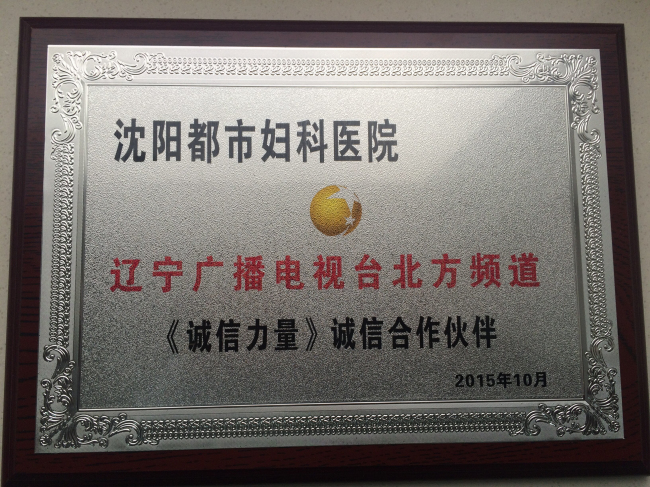 沈阳都市妇科医院
辽宁广播电视台北方频道
《诚信力量》诚信合作伙伴
2015年10月